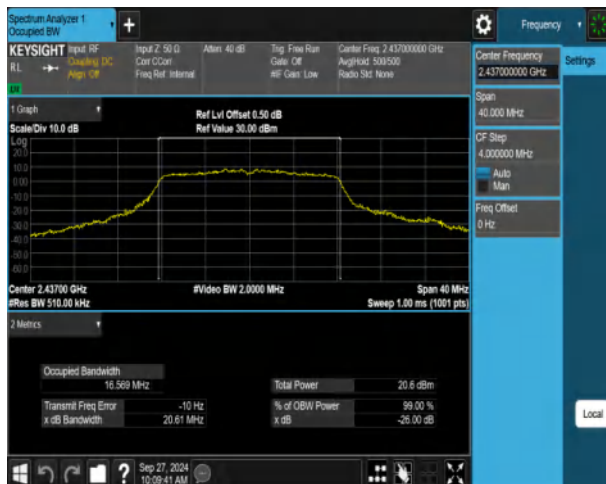 Spectrum Analyzer 1
Occupied BW
Frequency
KEYSIGHT
Input: RF
Coupling: DC
Align: Off
RL
Input Z: 50 Ω
Corr CCorr
Freq Ref: Internal
Atten: 40 dB
Trig: Free Run
Gate: Off
#IF Gain: Low
Center Freq: 2.437000000 GHz
Avg|Hold: 500/500
Radio Std: None
Center Frequency
2.437000000 GHz
Settings
Span
40.000 MHz
CF Step
4.000000 MHz
Auto
Man
Freq Offset
0 Hz
Local
1 Graph
Scale/Div 10.0 dB
Ref Lvl Offset 0.50 dB
Ref Value 30.00 dBm
Log
20.0
10.0
0.00
-10.0
-20.0
-30.0
-40.0
-50.0
-60.0
Center 2.43700 GHz
#Res BW 510.00 kHz
#Video BW 2.0000 MHz
Span 40 MHz
Sweep 1.00 ms (1001 pts)
2 Metrics
Occupied Bandwidth
16.569 MHz
Total Power
20.6 dBm
Transmit Freq Error
-10 Hz
% of OBW Power
99.00 %
x dB Bandwidth
20.61 MHz
x dB
-26.00 dB
Sep 27, 2024
10:09:41 AM